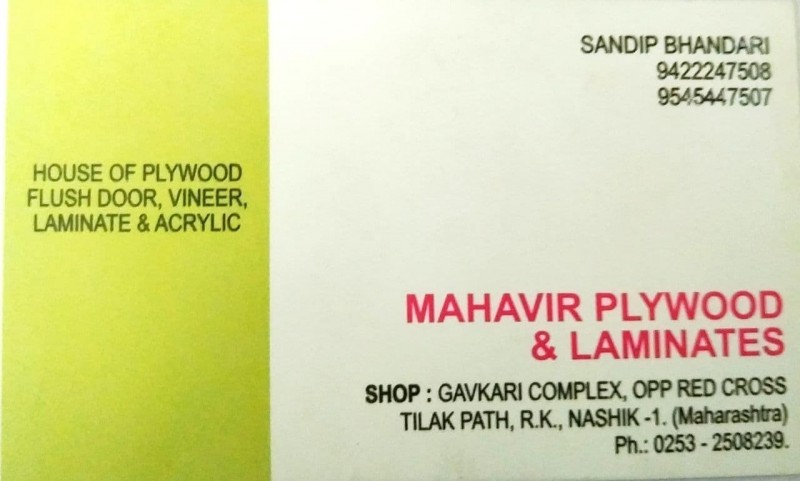 SANDIP BHANDARI
9422247508
9545447507
HOUSE OF PLYWOOD
FLUSH DOOR, VINEER,
LAMINATE & ACRYLIC
MAHAVIR PLYWOOD
& LAMINATES
SHOP : GAVKARI COMPLEX, OPP RED CROSS
TILAK PATH, R.K., NASHIK -1. (Maharashtra)
Ph.: 0253 - 2508239.